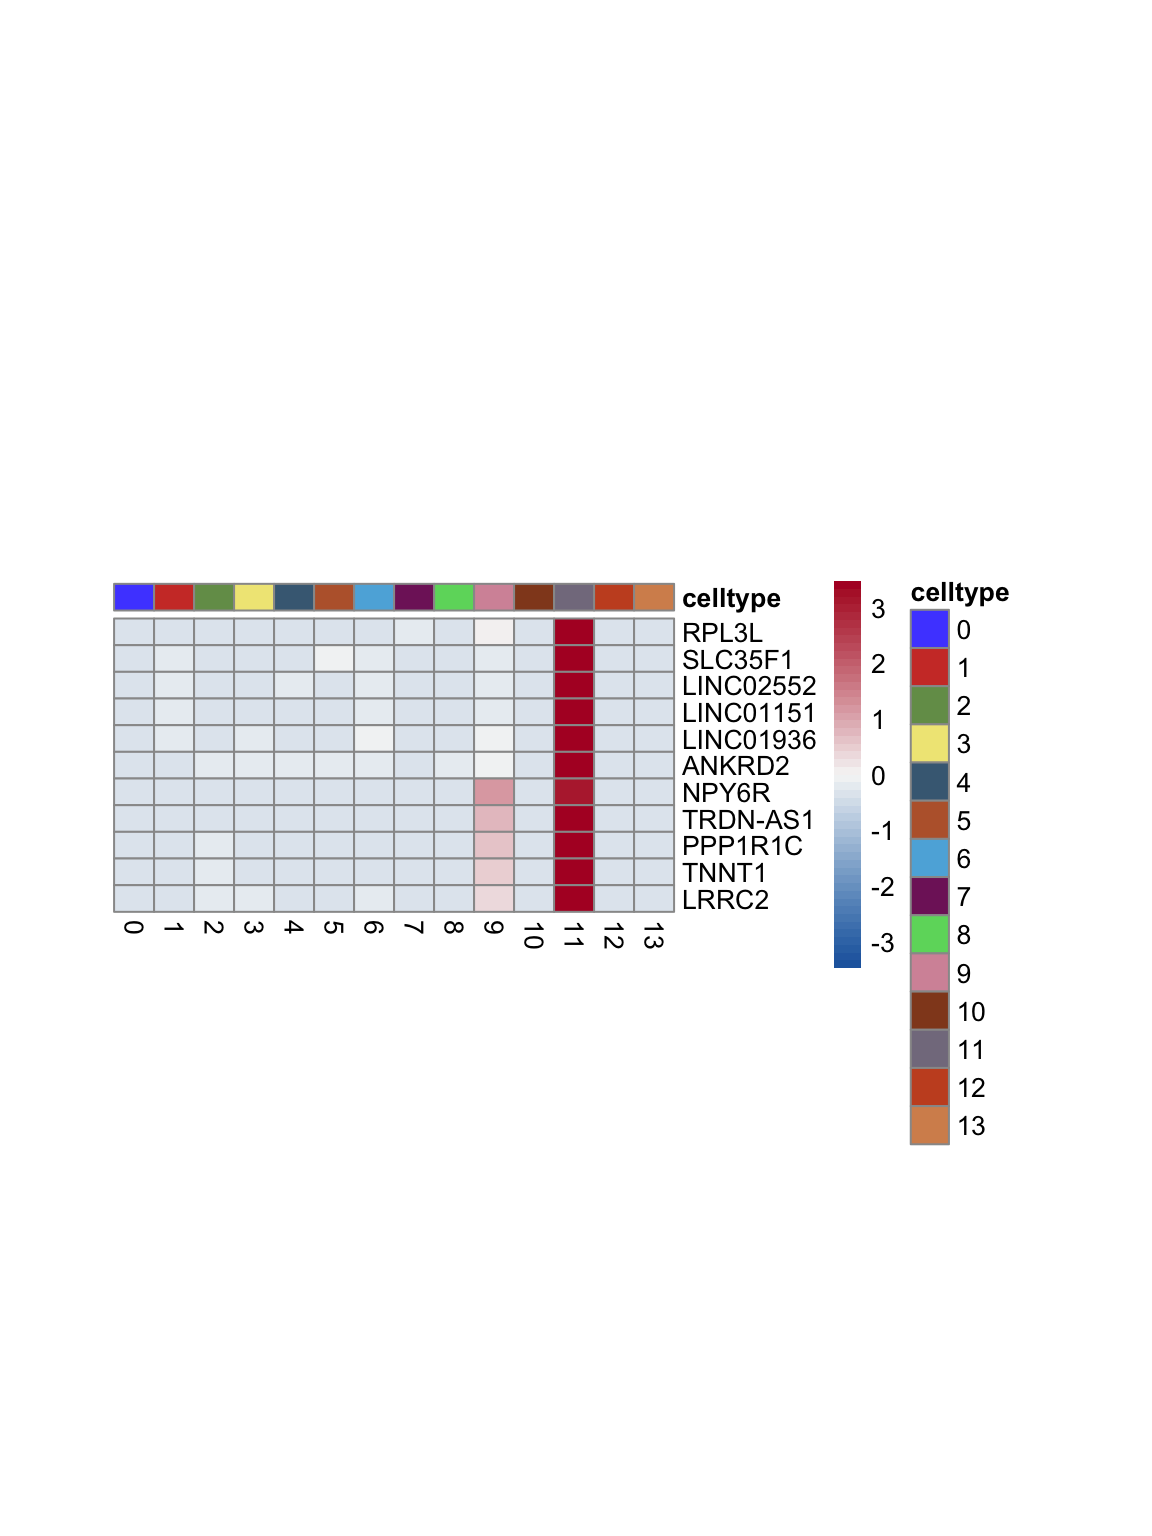 celltype
RPL3L
SLC35F1
LINC02552
LINC01151
LINC01936
ANKRD2
NPY6R
TRDN-AS1
PPP1R1C
TNNT1
LRRC2
0 1 2 3 4 5 6 7 8 9 10 11 12 13
3
2
1
0
-1
-2
-3
celltype
0
1
2
3
4
5
6
7
8
9
10
11
12
13